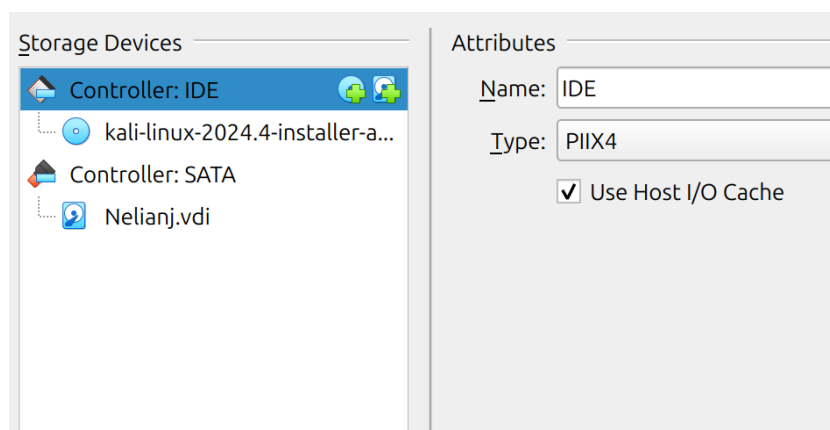 Storage Devices
Controller: IDE
kali-linux-2024.4-installer-a...
Controller: SATA
Nelianj.vdi
Attributes
Name: IDE
Type: PIIX4
Use Host I/O Cache